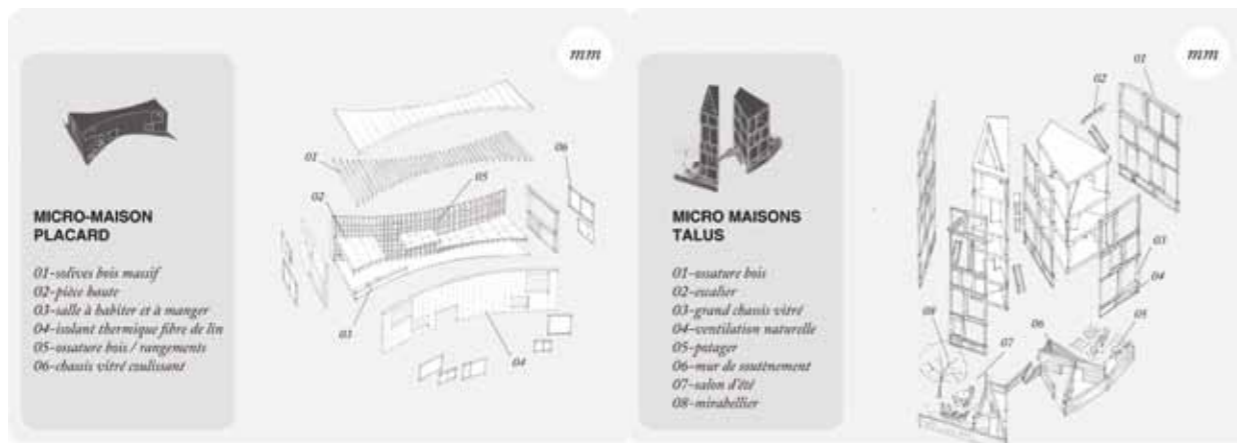 mm
MICRO-MAISON
PLACARD
01-solives bois massif
02-pièce haute
03-salle à habiter et à manger
04-isolant thermique fibre de lin
05-ossature bois / rangements
06-chassis vitré coulissant
01
02
03
04
05
06
mm
MICRO MAISONS
TALUS
01-ossature bois
02-escalier
03-grand chassis vitré
04-ventilation naturelle
05-potager
06-mur de soutènement
07-salon d'été
08-mirabellier
01
02
03
04
05
06
07
08